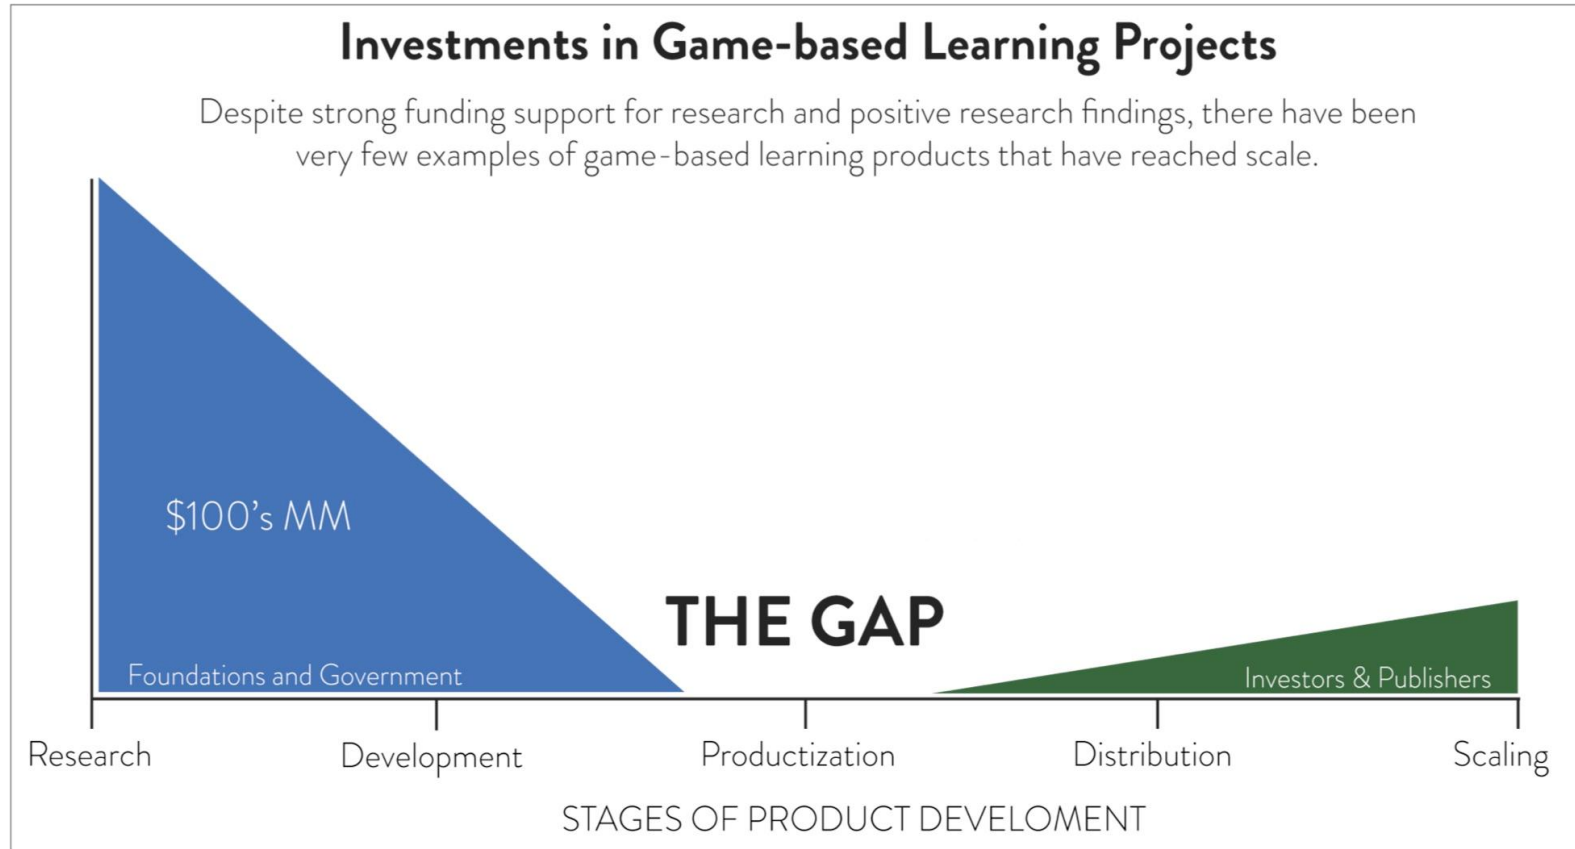 Investments in Game-based Learning Projects
Despite strong funding support for research and positive research findings, there have been
very few examples of game-based learning products that have reached scale.
$100’s MM
THE GAP
Foundations and Government
Investors & Publishers
Research
Development
Productization
Distribution
Scaling
STAGES OF PRODUCT DEVELOMENT